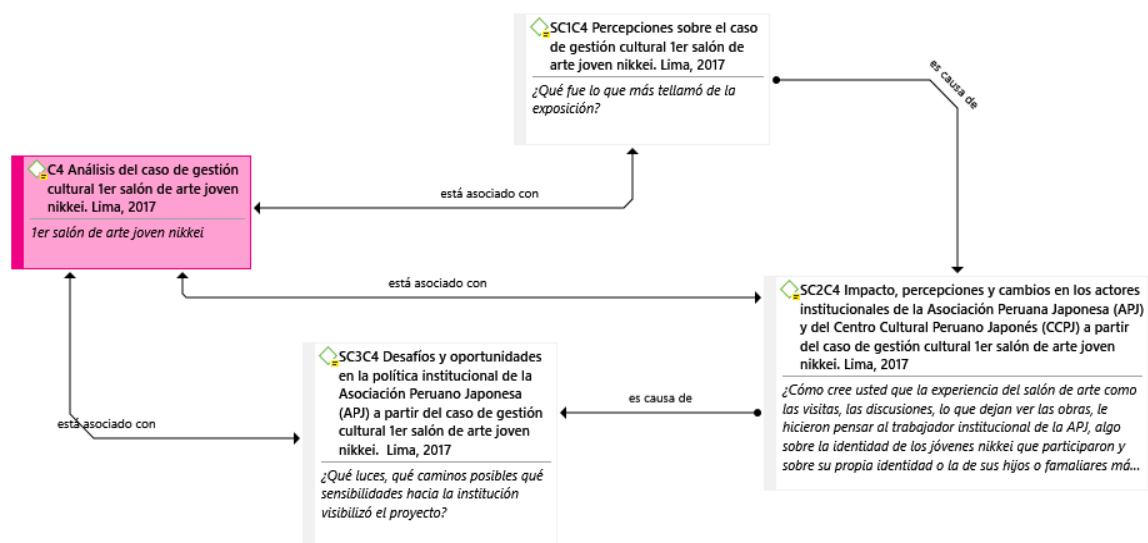 SC1C4 Percepciones sobre el caso
de gestión cultural 1er salón de
arte joven nikkei. Lima, 2017
¿Qué fue lo que más tellamó de la
exposición?
es causa de
C4 Análisis del caso de gestión
cultural 1er salón de arte joven
nikkei. Lima, 2017
1er salón de arte joven nikkei
está asociado con
está asociado con
SC2C4 Impacto, percepciones y cambios en los actores
institucionales de la Asociación Peruana Japonesa (APJ)
y del Centro Cultural Peruano Japonés (CCPJ) a partir
del caso de gestión cultural 1er salón de arte joven
nikkei. Lima, 2017
¿Cómo cree usted que la experiencia del salón de arte como
las visitas, las discusiones, lo que dejan ver las obras, le
hicieron pensar al trabajador institucional de la APJ, algo
sobre la identidad de los jóvenes nikkei que participaron y
sobre su propia identidad o la de sus hijos o famaliares má...
es causa de
SC3C4 Desafíos y oportunidades
en la política institucional de la
Asociación Peruano Japonesa
(APJ) a partir del caso de gestión
cultural 1er salón de arte joven
nikkei. Lima, 2017
¿Qué luces, qué caminos posibles qué
sensibilidades hacia la institución
visibilizó el proyecto?
está asociado con